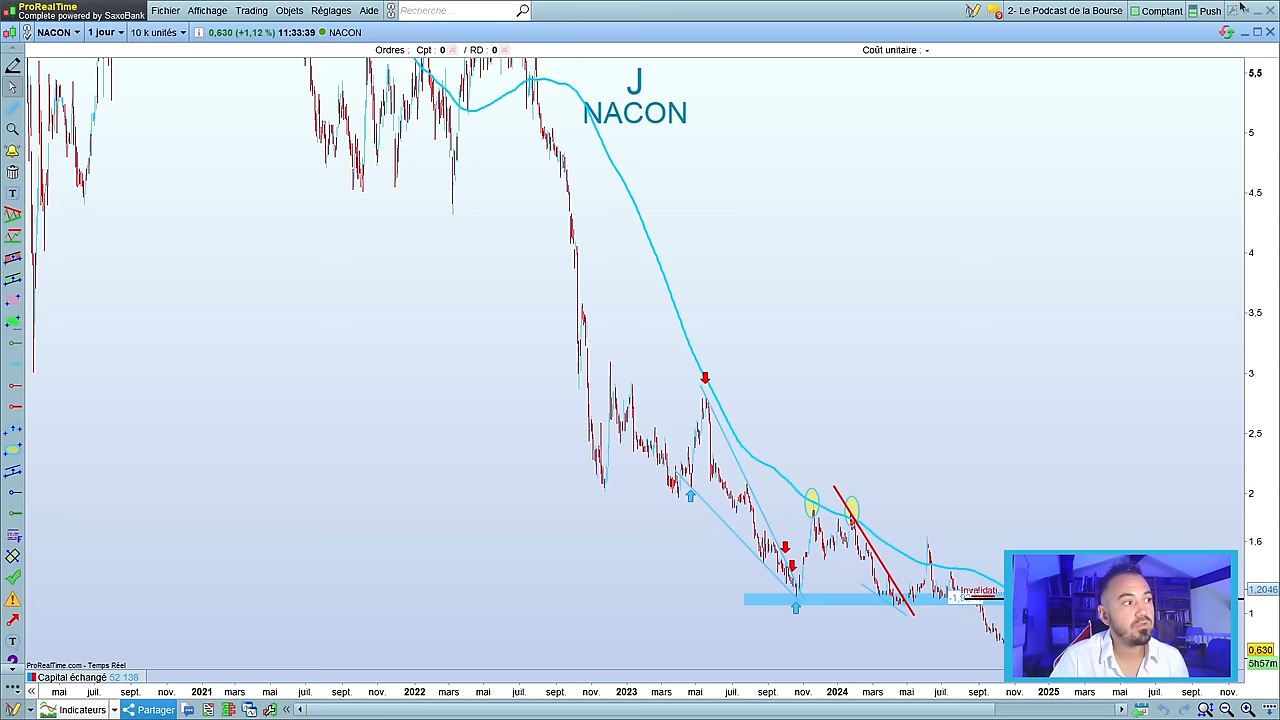 ProRealTime
Complete powered by SaxoBank
Fichier Affichage Trading Objets Réglages Aide Recherche... 2- Le Podcast de la Bourse Comptant Push
NACON 1 jour 10 k unités 0,630 (+1,12 %) 11:33:39 NACON
Ordres : Cpt : 0 / RD : 0 Coût unitaire : -
J
NACON
5,5
5
4,5
4
3,5
3
2,5
2
1,6
1,2046
1
0,630
5h57m
Invalidati...
ProRealTime.com - Temps Réel
Capital échangé 52 138
mai juil. sept. nov. 2021 mars mai juil. sept. nov. 2022 mars mai juil. sept. nov. 2023 mars mai juil. sept. nov. 2024 mars mai juil. sept. nov. 2025 mars mai juil. sept. nov.
Indicateurs Partager